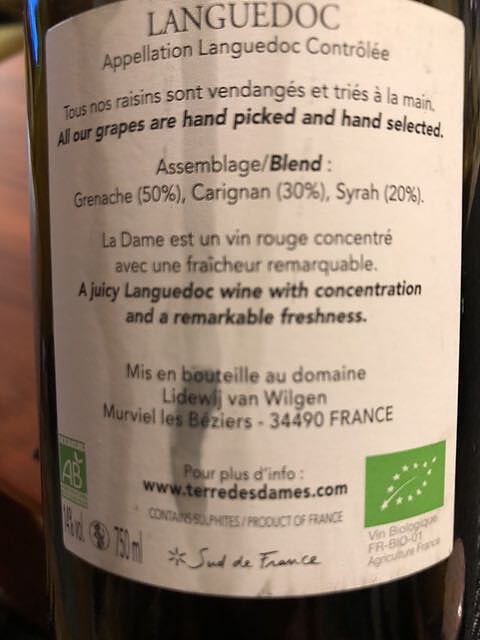 LANGUEDOC
Appellation Languedoc Contrôlée
Tous nos raisins sont vendangés et triés à la main.
All our grapes are hand picked and hand selected.
Assemblage/Blend :
Grenache (50%), Carignan (30%), Syrah (20%).
La Dame est un vin rouge concentré
avec une fraîcheur remarquable.
A juicy Languedoc wine with concentration
and a remarkable freshness.
Mis en bouteille au domaine
Lidewij van Wilgen
Murviel les Béziers - 34490 FRANCE
Pour plus d'info :
www.terredesdames.com
CONTAINS SULPHITES / PRODUCT OF FRANCE
AB
14% vol. 750 ml
Sud de France
Vin Biologique
FR-BIO-01
Agriculture France